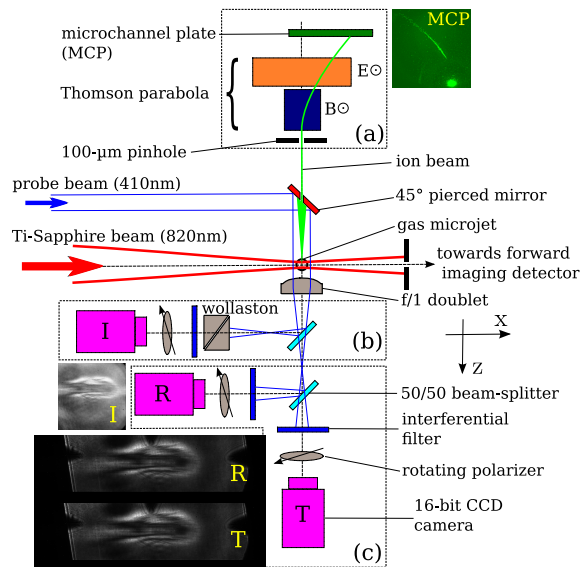 microchannel plate
(MCP)
MCP
E⊙
Thomson parabola
B⊙
(a)
100-µm pinhole
ion beam
probe beam (410nm)
45° pierced mirror
gas microjet
Ti-Sapphire beam (820nm)
towards forward
imaging detector
f/1 doublet
wollaston
I
(b)
X
Z
R
50/50 beam-splitter
I
interferential
filter
R
rotating polarizer
T
16-bit CCD
camera
T
(c)